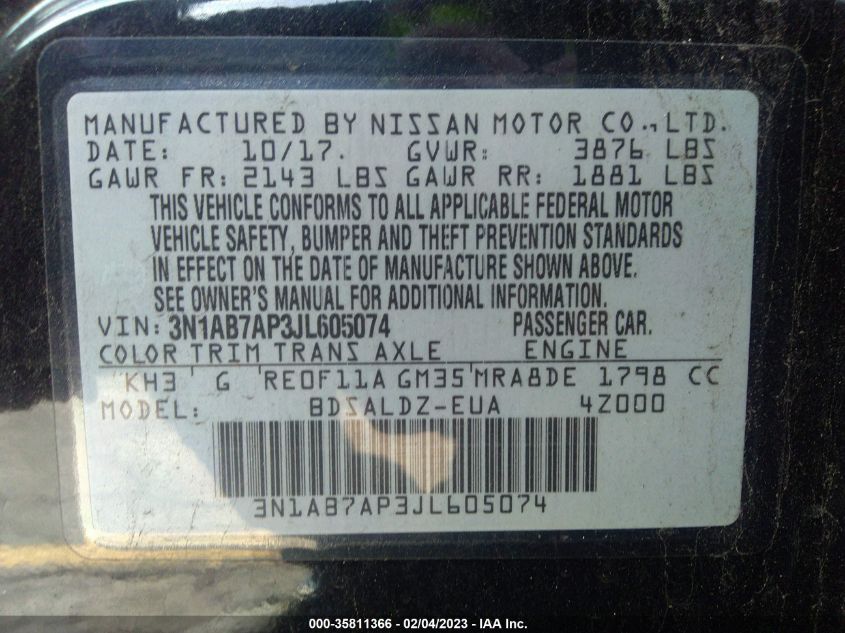 MANUFACTURED BY NISSAN MOTOR CO.,LTD.
DATE: 10/17. GVWR: 3876 LBS
GAWR FR: 2143 LBS GAWR RR: 1881 LBS
THIS VEHICLE CONFORMS TO ALL APPLICABLE FEDERAL MOTOR
VEHICLE SAFETY, BUMPER AND THEFT PREVENTION STANDARDS
IN EFFECT ON THE DATE OF MANUFACTURE SHOWN ABOVE.
SEE OWNER'S MANUAL FOR ADDITIONAL INFORMATION.
VIN: 3N1AB7AP3JL605074 PASSENGER CAR.
COLOR TRIM TRANS AXLE ENGINE
KH3 G RE0F11A GM35 MRA8DE 1798 CC
MODEL: BDSALDZ-EUA 4Z000
3N1AB7AP3JL605074
000-35811366 - 02/04/2023 - IAA Inc.